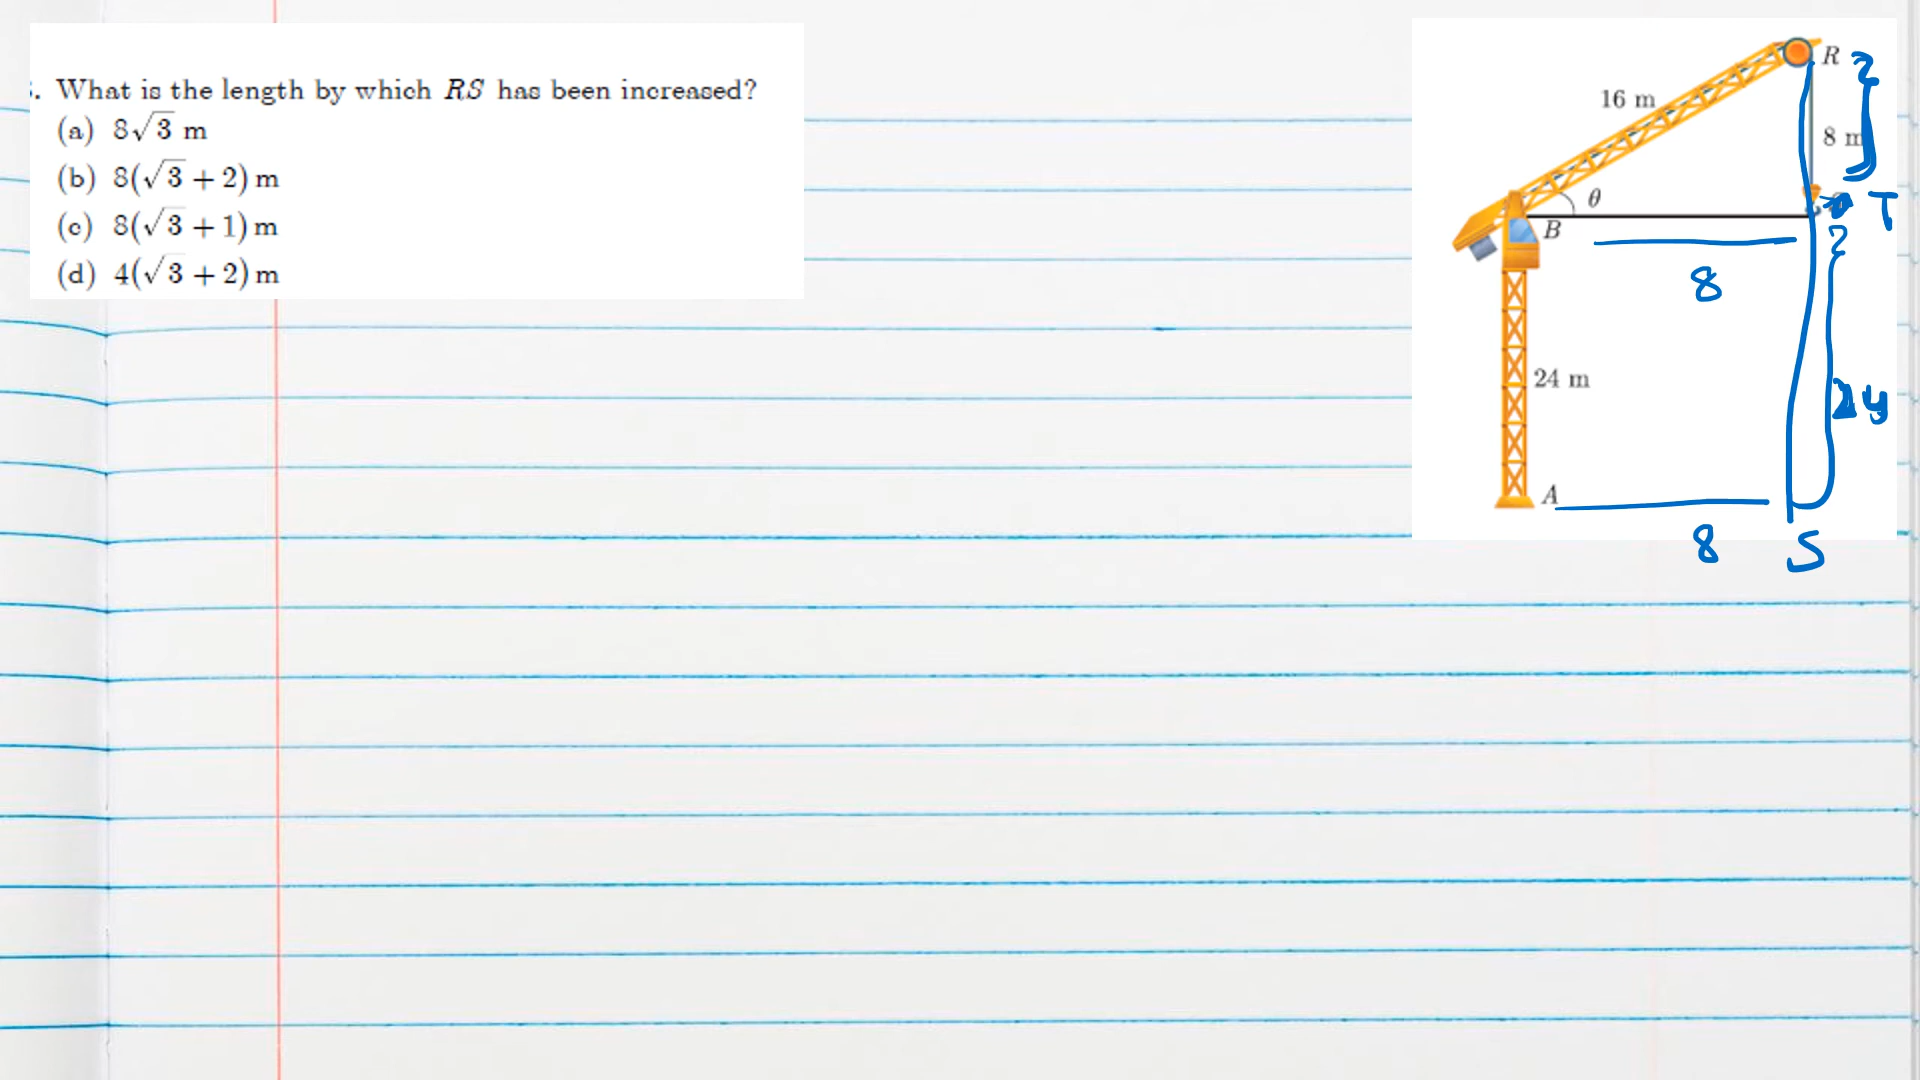 . What is the length by which RS has been increased?
(a) 8√3 m
(b) 8(√3 + 2) m
(c) 8(√3 + 1) m
(d) 4(√3 + 2) m
R
16 m
8 m
θ
T
B
8
24 m
24
A
8
S